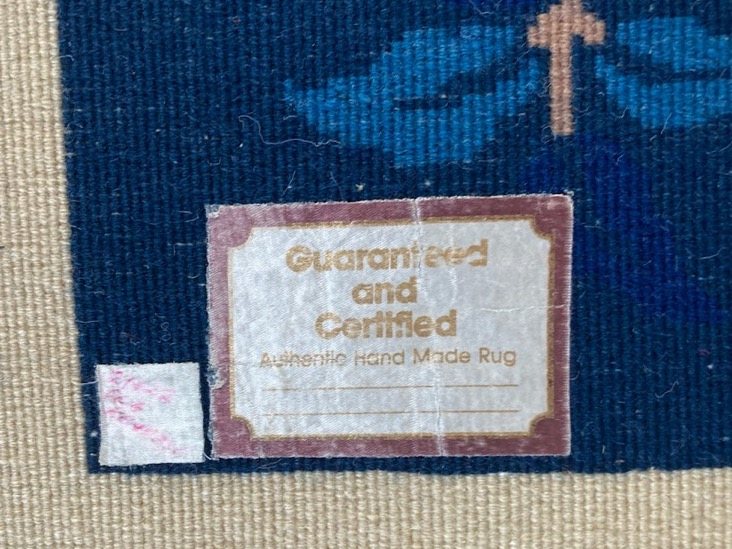 Guaranteed
and
Certified
Authentic Hand Made Rug